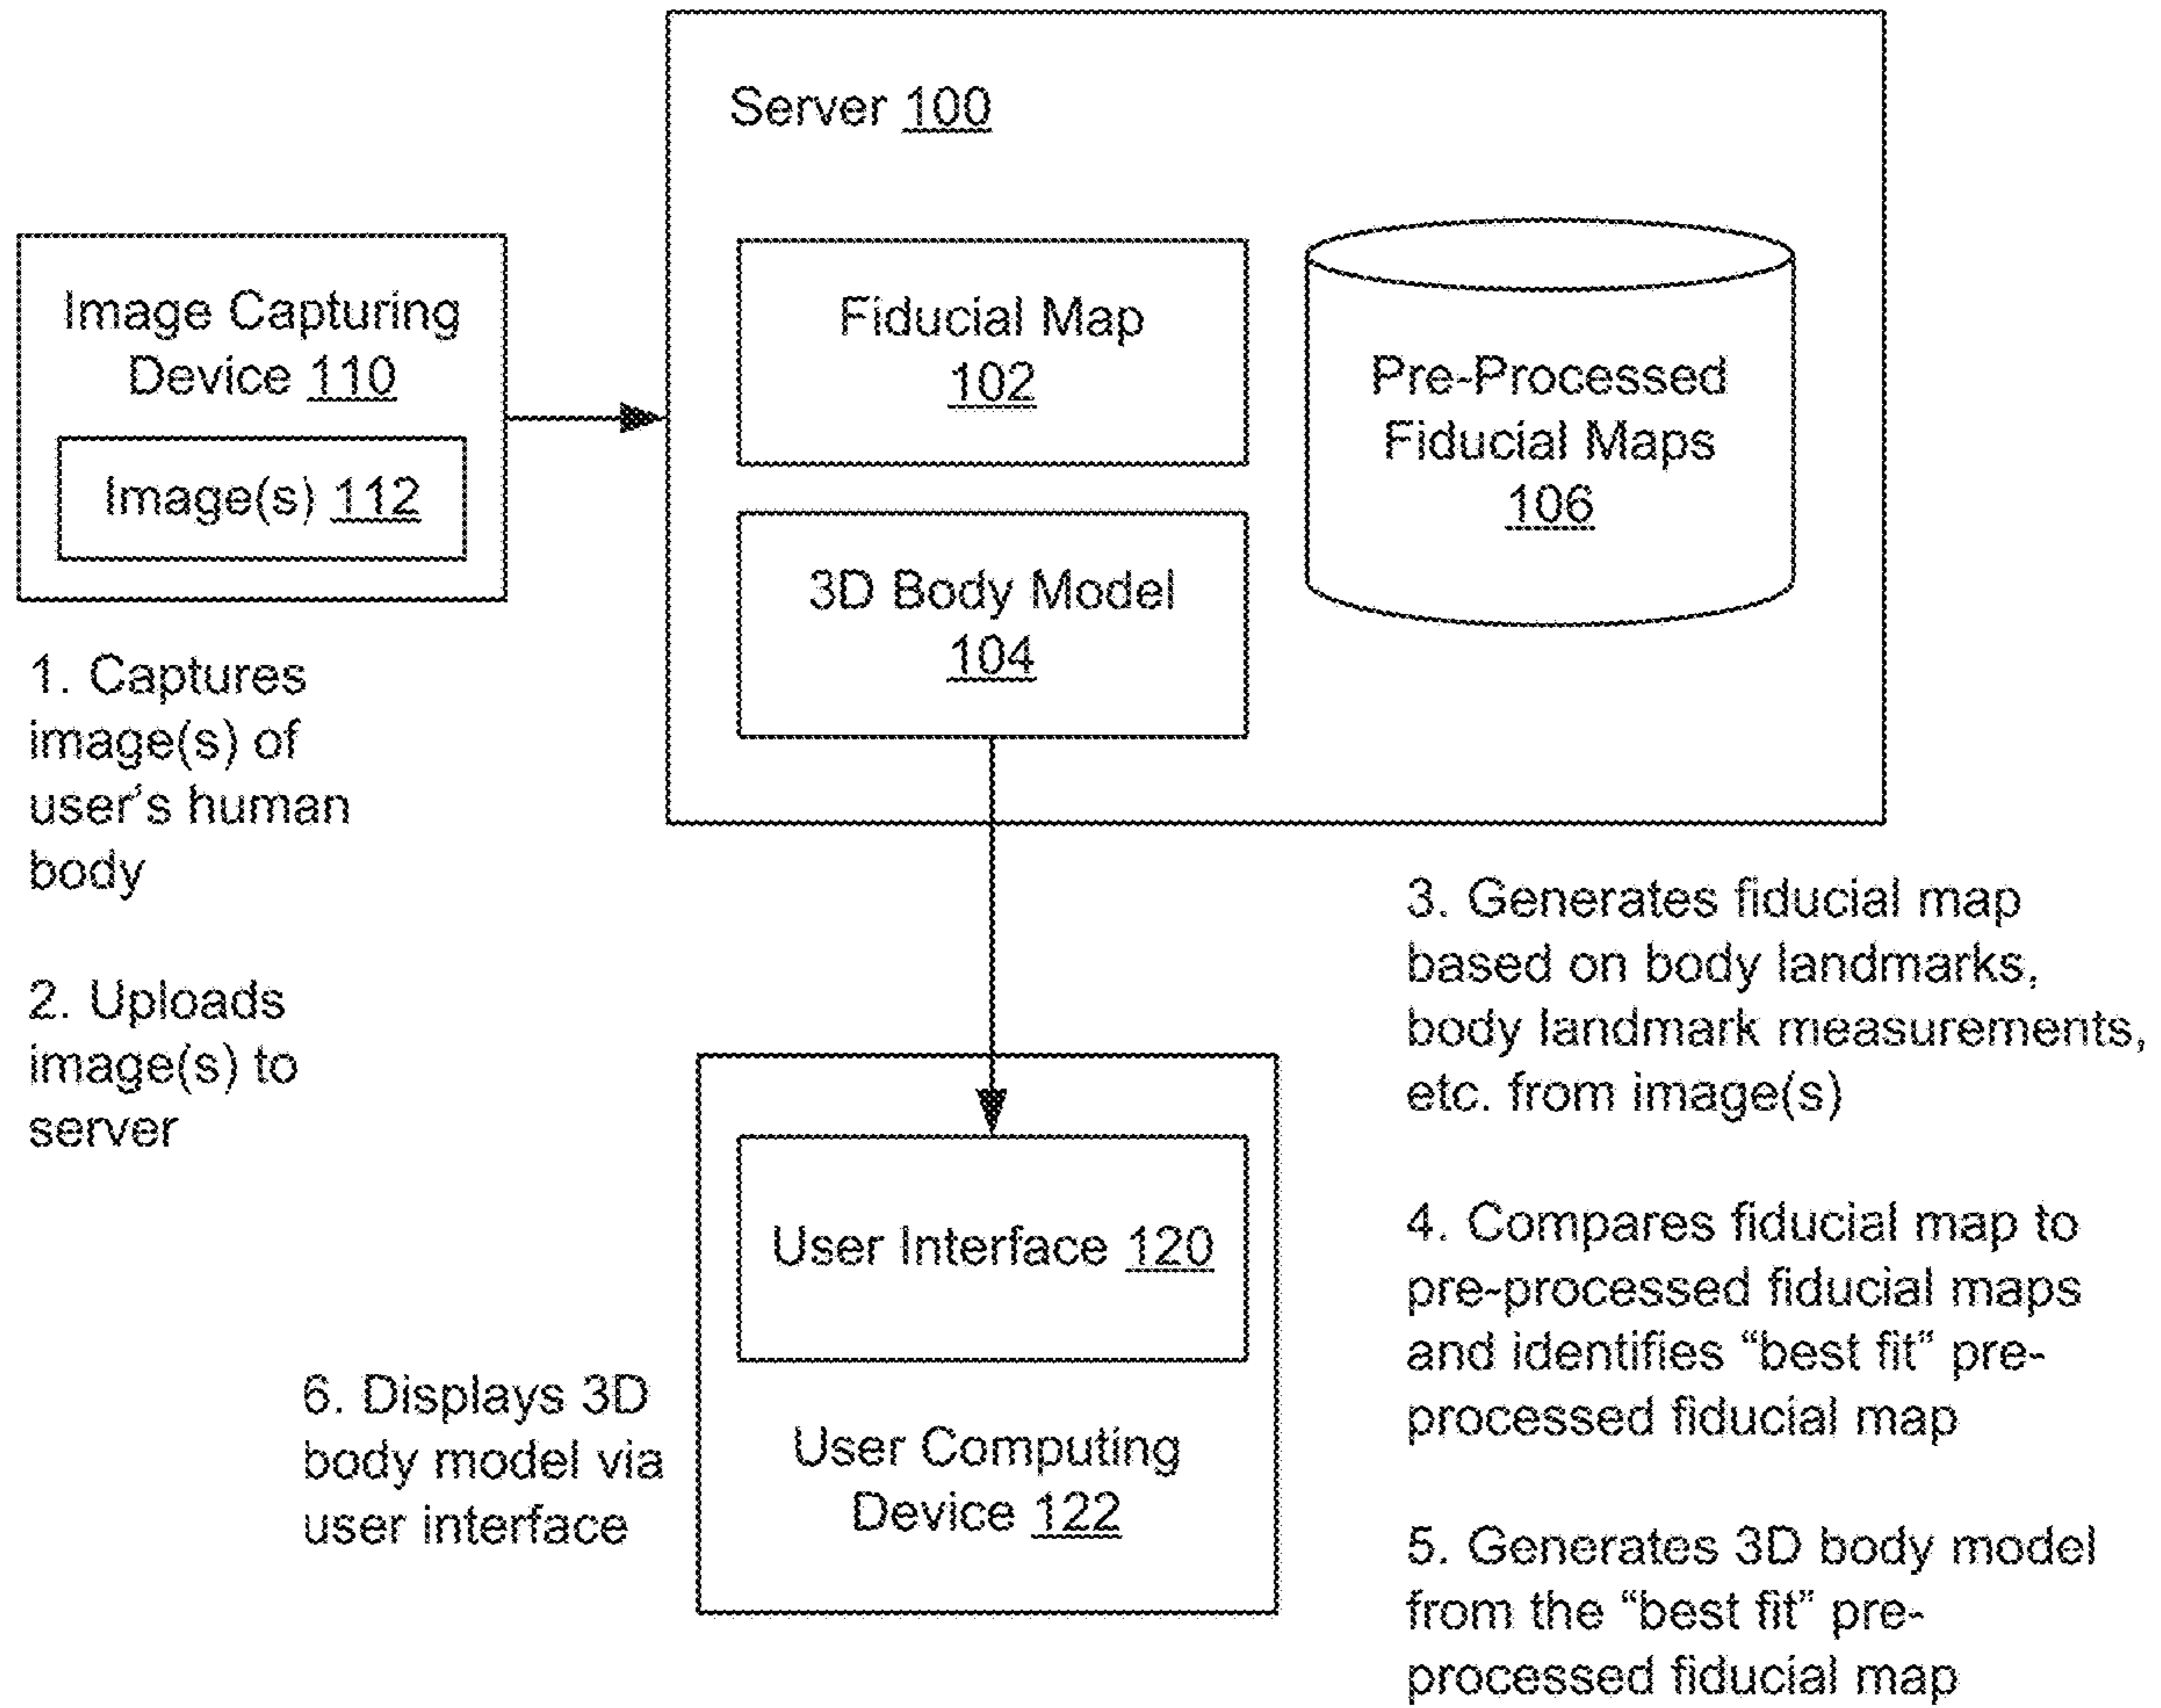 Server 100
Image Capturing
Device 110
Image(s) 112
Fiducial Map
102
Pre-Processed
Fiducial Maps
106
3D Body Model
104
1. Captures
image(s) of
user's human
body
2. Uploads
image(s) to
server
3. Generates fiducial map
based on body landmarks,
body landmark measurements,
etc. from image(s)
4. Compares fiducial map to
pre-processed fiducial maps
and identifies “best fit” pre-
processed fiducial map
5. Generates 3D body model
from the “best fit” pre-
processed fiducial map
User Interface 120
User Computing
Device 122
6. Displays 3D
body model via
user interface